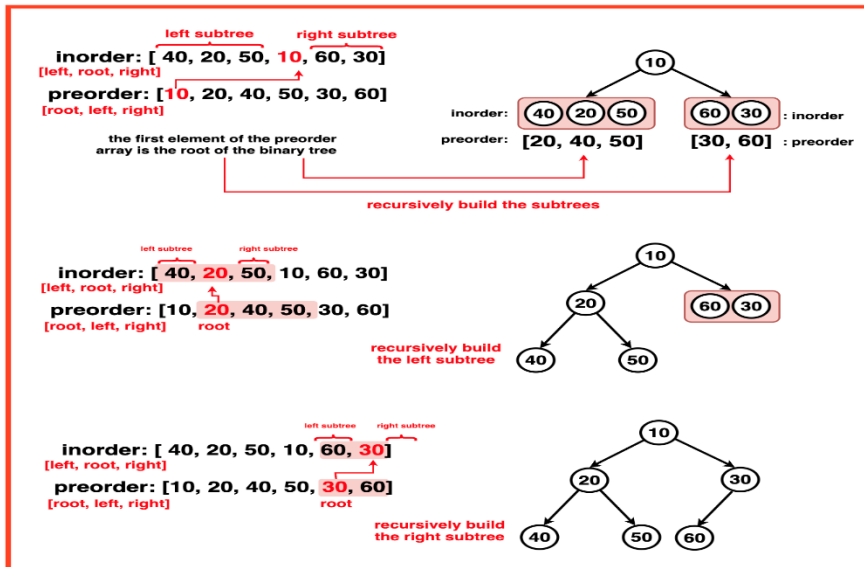 left subtree
right subtree
inorder: [ 40, 20, 50, 10, 60, 30]
[left, root, right]
preorder: [10, 20, 40, 50, 30, 60]
[root, left, right]
the first element of the preorder
array is the root of the binary tree
10
inorder: 40 20 50
60 30 : inorder
preorder: [20, 40, 50]
[30, 60] : preorder
recursively build the subtrees
left subtree
right subtree
inorder: [ 40, 20, 50, 10, 60, 30]
[left, root, right]
preorder: [10, 20, 40, 50, 30, 60]
[root, left, right]
root
recursively build
the left subtree
10
20
60 30
40
50
left subtree
right subtree
inorder: [ 40, 20, 50, 10, 60, 30]
[left, root, right]
preorder: [10, 20, 40, 50, 30, 60]
[root, left, right]
root
recursively build
the right subtree
10
20
30
40
50
60